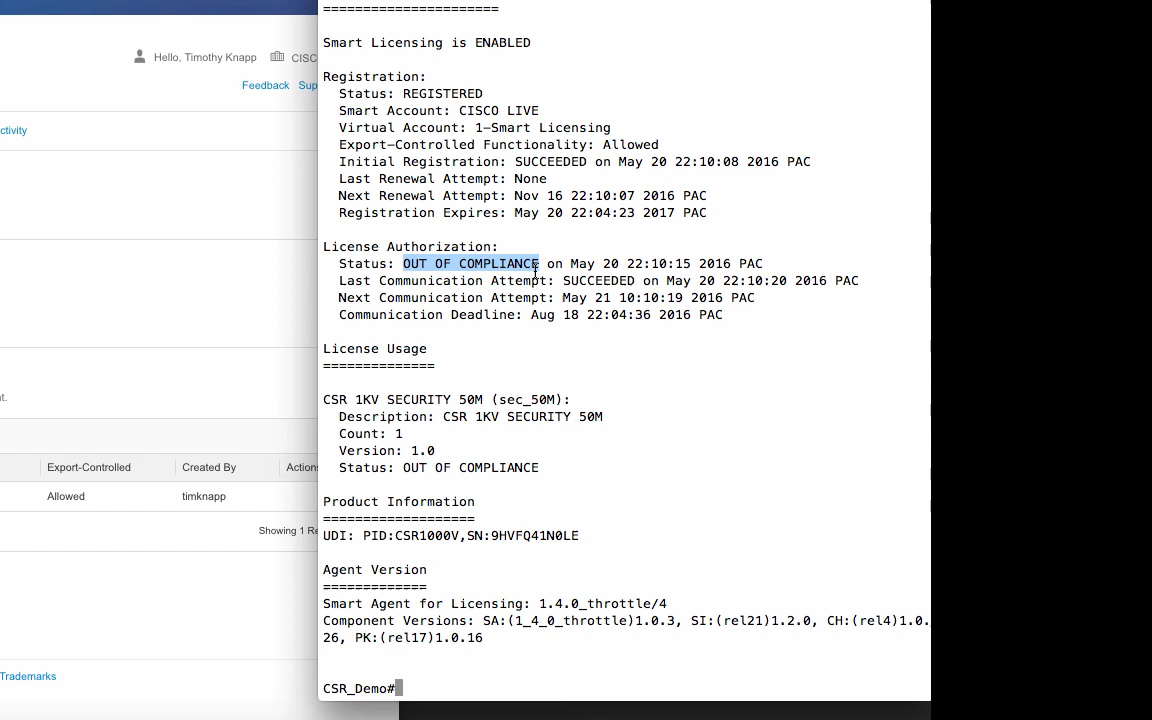 Hello, Timothy Knapp CISC
Feedback Sup
ctivity
t.
Export-Controlled Created By Actions
Allowed timknapp
Showing 1 Re
Trademarks
======================
Smart Licensing is ENABLED
Registration:
Status: REGISTERED
Smart Account: CISCO LIVE
Virtual Account: 1-Smart Licensing
Export-Controlled Functionality: Allowed
Initial Registration: SUCCEEDED on May 20 22:10:08 2016 PAC
Last Renewal Attempt: None
Next Renewal Attempt: Nov 16 22:10:07 2016 PAC
Registration Expires: May 20 22:04:23 2017 PAC
License Authorization:
Status: OUT OF COMPLIANCE on May 20 22:10:15 2016 PAC
Last Communication Attempt: SUCCEEDED on May 20 22:10:20 2016 PAC
Next Communication Attempt: May 21 10:10:19 2016 PAC
Communication Deadline: Aug 18 22:04:36 2016 PAC
License Usage
==============
CSR 1KV SECURITY 50M (sec_50M):
Description: CSR 1KV SECURITY 50M
Count: 1
Version: 1.0
Status: OUT OF COMPLIANCE
Product Information
===================
UDI: PID:CSR1000V,SN:9HVFQ41N0LE
Agent Version
=============
Smart Agent for Licensing: 1.4.0_throttle/4
Component Versions: SA:(1_4_0_throttle)1.0.3, SI:(rel21)1.2.0, CH:(rel4)1.0.
26, PK:(rel17)1.0.16
CSR_Demo#